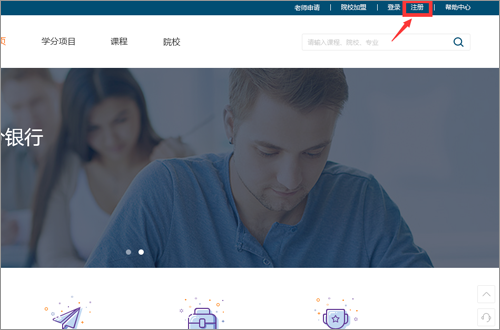 老师申请 | 院校加盟 | 登录 注册 | 帮助中心
页 学分项目 课程 院校
请输入课程、院校、专业
银行